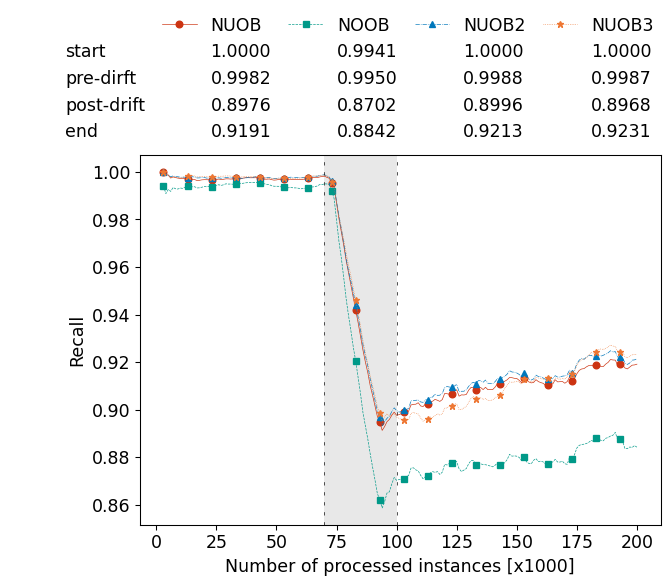 NUOB NOOB NUOB2 NUOB3
start 1.0000 0.9941 1.0000 1.0000
pre-dirft 0.9982 0.9950 0.9988 0.9987
post-drift 0.8976 0.8702 0.8996 0.8968
end 0.9191 0.8842 0.9213 0.9231
1.00
0.98
0.96
0.94
0.92
0.90
0.88
0.86
Recall
0 25 50 75 100 125 150 175 200
Number of processed instances [x1000]